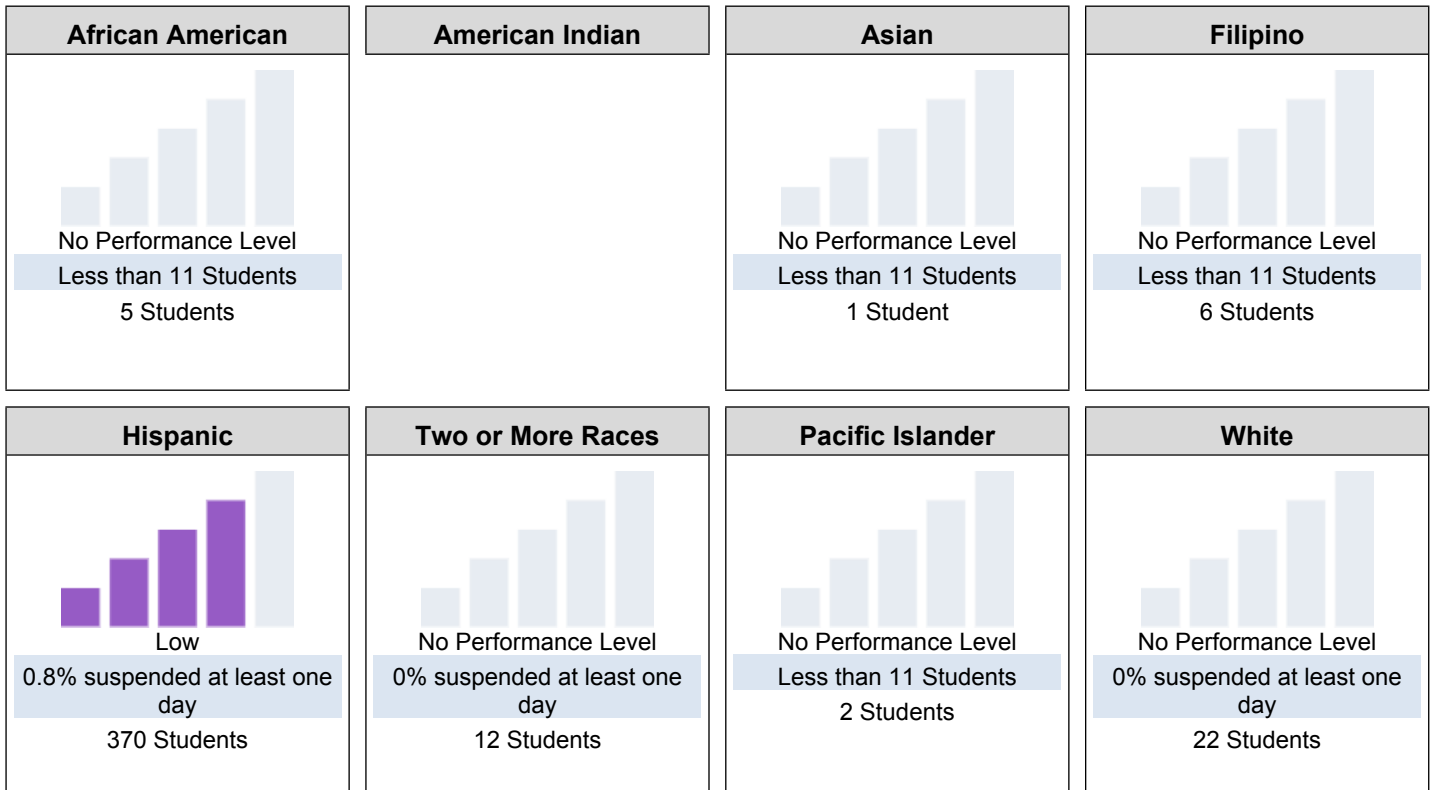 African American
No Performance Level
Less than 11 Students
5 Students
American Indian
Asian
No Performance Level
Less than 11 Students
1 Student
Filipino
No Performance Level
Less than 11 Students
6 Students
Hispanic
Low
0.8% suspended at least one
day
370 Students
Two or More Races
No Performance Level
0% suspended at least one
day
12 Students
Pacific Islander
No Performance Level
Less than 11 Students
2 Students
White
No Performance Level
0% suspended at least one
day
22 Students